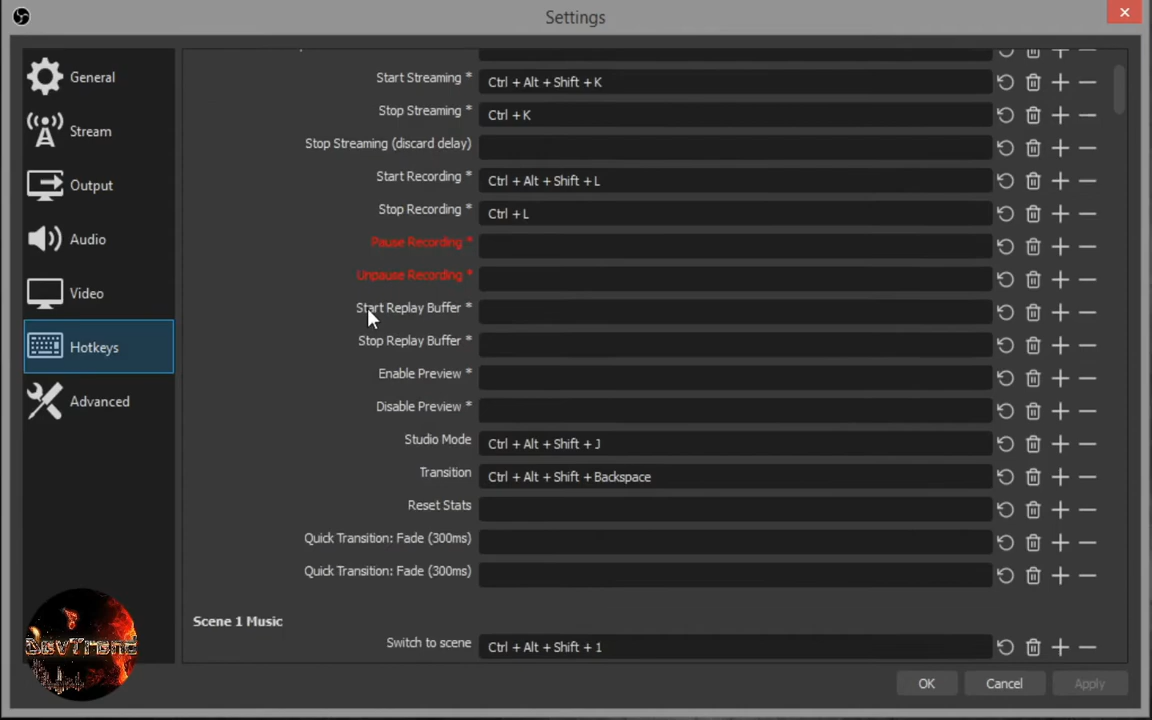 Settings
General
Stream
Output
Audio
Video
Hotkeys
Advanced
Start Streaming * Ctrl + Alt + Shift + K
Stop Streaming * Ctrl + K
Stop Streaming (discard delay)
Start Recording * Ctrl + Alt + Shift + L
Stop Recording * Ctrl + L
Pause Recording *
Unpause Recording *
Start Replay Buffer *
Stop Replay Buffer *
Enable Preview *
Disable Preview *
Studio Mode Ctrl + Alt + Shift + J
Transition Ctrl + Alt + Shift + Backspace
Reset Stats
Quick Transition: Fade (300ms)
Quick Transition: Fade (300ms)
Scene 1 Music
Switch to scene Ctrl + Alt + Shift + 1
OK Cancel Apply